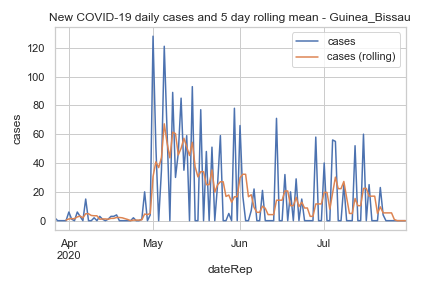 New COVID-19 daily cases and 5 day rolling mean - Guinea_Bissau
cases
cases (rolling)
120
100
80
60
40
20
0
cases
Apr
2020
May
Jun
Jul
dateRep